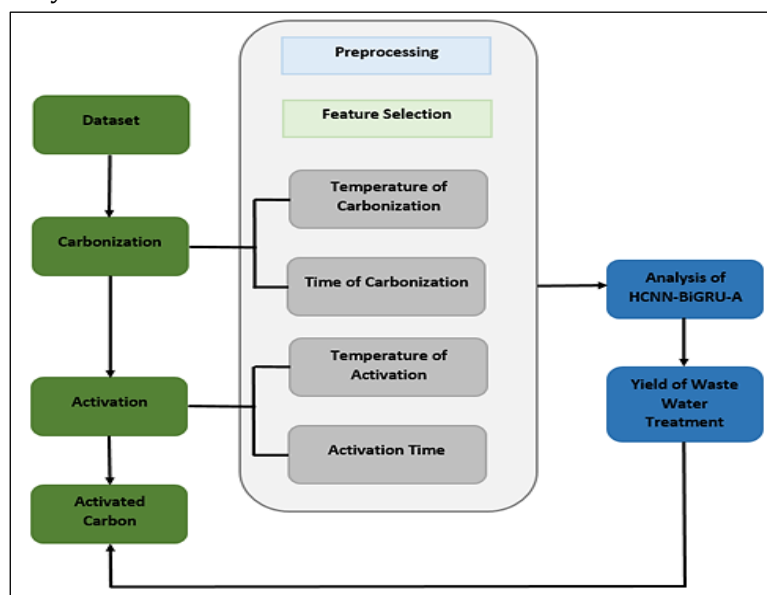 Preprocessing
Feature Selection
Dataset
Temperature of
Carbonization
Carbonization
Time of Carbonization
Analysis of
HCNN-BiGRU-A
Temperature of
Activation
Activation
Yield of Waste
Water
Treatment
Activation Time
Activated
Carbon